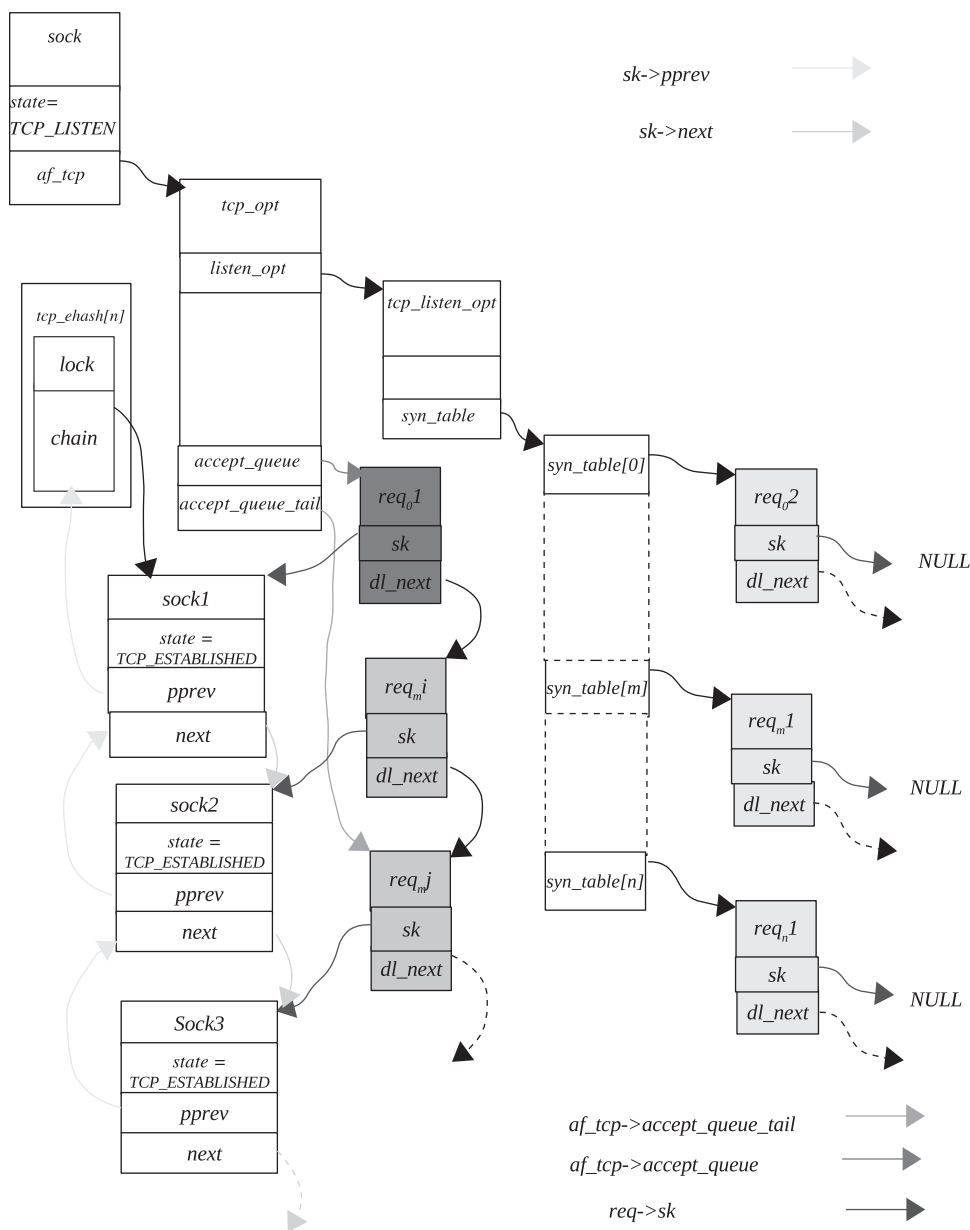 sock
state=
TCP_LISTEN
af_tcp
sk->pprev
sk->next
tcp_opt
listen_opt
accept_queue
accept_queue_tail
tcp_ehash[n]
lock
chain
tcp_listen_opt
syn_table
syn_table[0]
syn_table[m]
syn_table[n]
req₀1
sk
dl_next
reqₘi
sk
dl_next
reqₘj
sk
dl_next
req₀2
sk
dl_next
NULL
reqₘ1
sk
dl_next
NULL
reqₙ1
sk
dl_next
NULL
sock1
state =
TCP_ESTABLISHED
pprev
next
sock2
state =
TCP_ESTABLISHED
pprev
next
Sock3
state =
TCP_ESTABLISHED
pprev
next
af_tcp->accept_queue_tail
af_tcp->accept_queue
req->sk